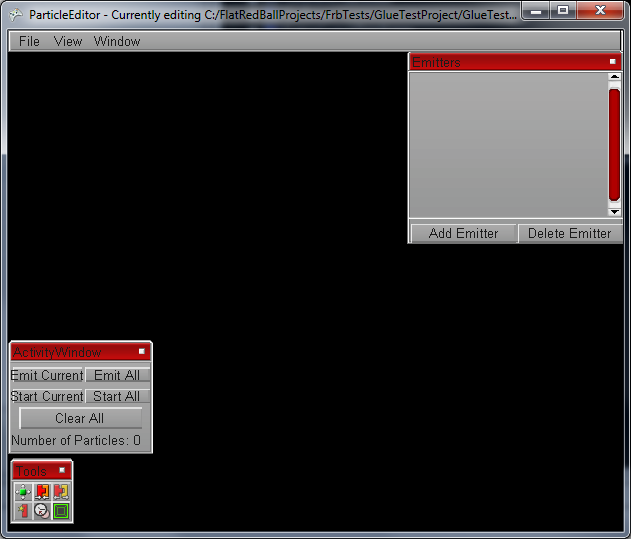 ParticleEditor - Currently editing C:/FlatRedBallProjects/FrbTests/GlueTestProject/GlueTest...
File View Window
Emitters
Add Emitter Delete Emitter
ActivityWindow
Emit Current Emit All
Start Current Start All
Clear All
Number of Particles: 0
Tools